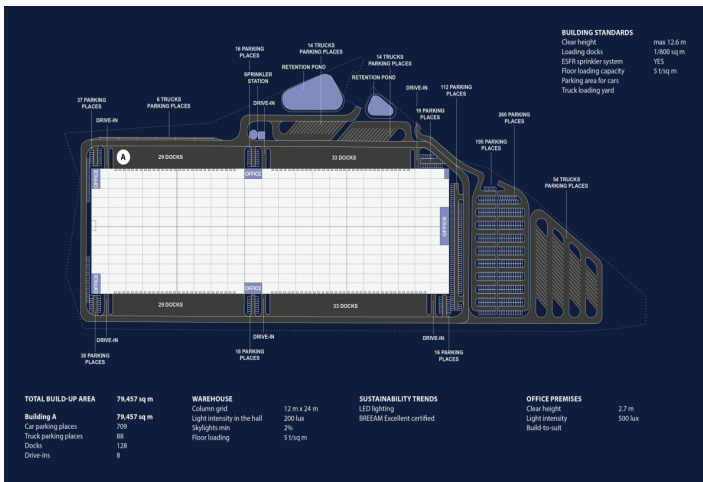 BUILDING STANDARDS
Clear height max 12.6 m
Loading docks 1/800 sq m
ESFR sprinkler system YES
Floor loading capacity 5 t/sq m
Parking area for cars
Truck loading yard
16 PARKING
PLACES
14 TRUCKS
PARKING PLACES
14 TRUCKS
PARKING PLACES
RETENTION POND
RETENTION POND
SPRINKLER
STATION
DRIVE-IN
DRIVE-IN
112 PARKING
PLACES
37 PARKING
PLACES
6 TRUCKS
PARKING PLACES
19 PARKING
PLACES
260 PARKING
PLACES
DRIVE-IN
195 PARKING
PLACES
A
29 DOCKS
33 DOCKS
54 TRUCKS
PARKING PLACES
OFFICE
OFFICE
OFFICE
OFFICE
OFFICE
29 DOCKS
33 DOCKS
DRIVE-IN
DRIVE-IN
DRIVE-IN
38 PARKING
PLACES
16 PARKING
PLACES
16 PARKING
PLACES
TOTAL BUILD-UP AREA 79,457 sq m
Building A 79,457 sq m
Car parking places 709
Truck parking places 88
Docks 128
Drive-ins 8
WAREHOUSE
Column grid 12 m x 24 m
Light intensity in the hall 200 lux
Skylights min 2%
Floor loading 5 t/sq m
SUSTAINABILITY TRENDS
LED lighting
BREEAM Excellent certified
OFFICE PREMISES
Clear height 2.7 m
Light intensity 500 lux
Build-to-suit